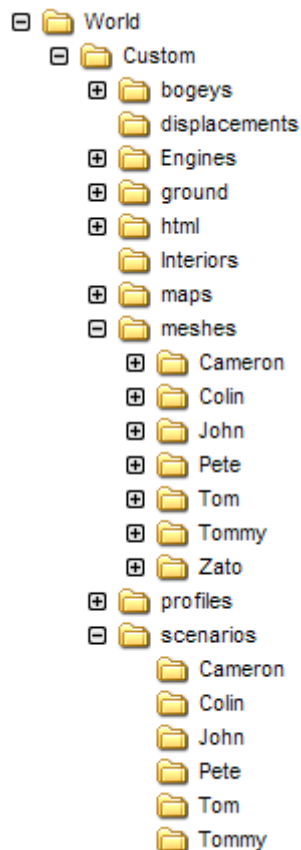 World
Custom
bogeys
displacements
Engines
ground
html
Interiors
maps
meshes
Cameron
Colin
John
Pete
Tom
Tommy
Zato
profiles
scenarios
Cameron
Colin
John
Pete
Tom
Tommy